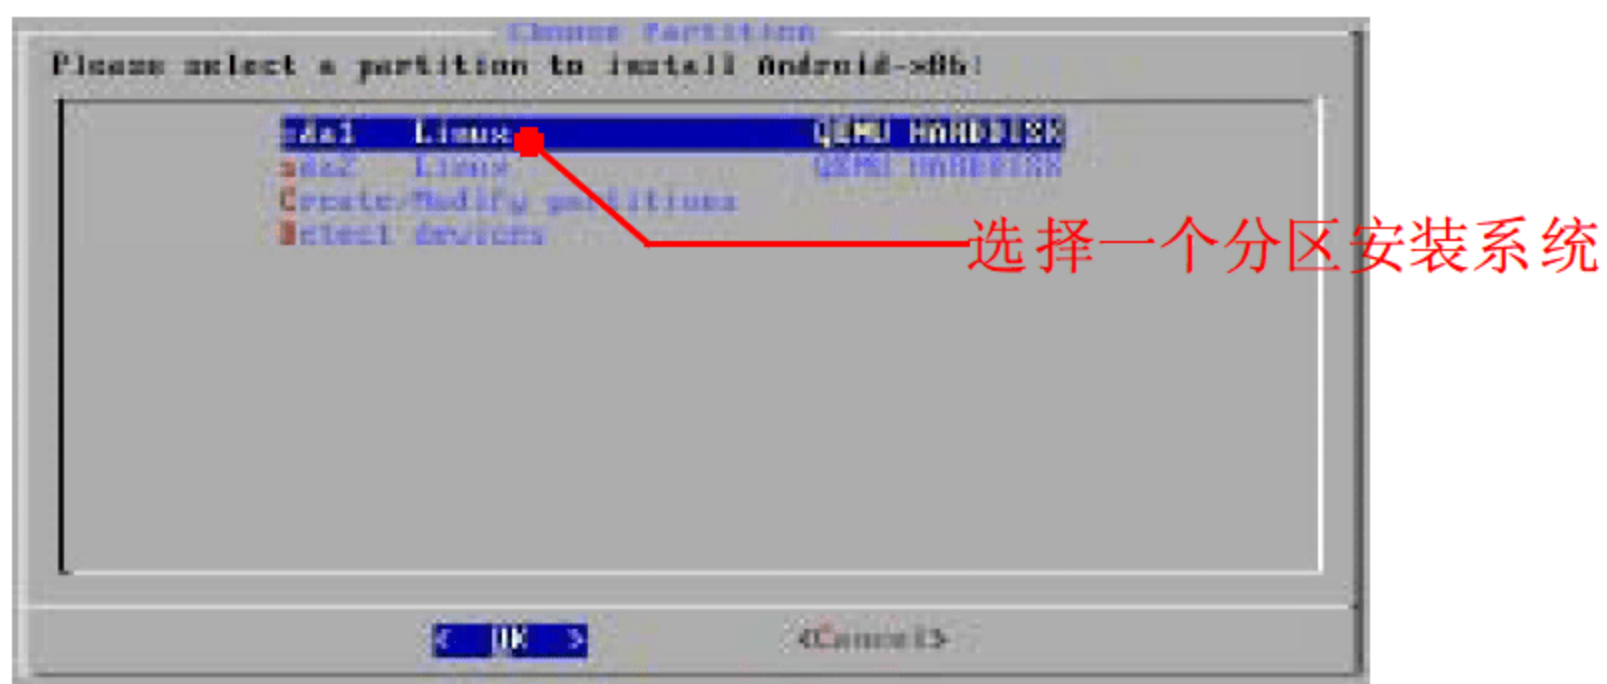 Choose Partition
Please select a partition to install Android-x86:
sda1 Linux QEMU HARDDISK
sda2 Linux QEMU HARDDISK
Create/Modify partitions
选择一个分区安装系统
devices
< OK > <Cancel>